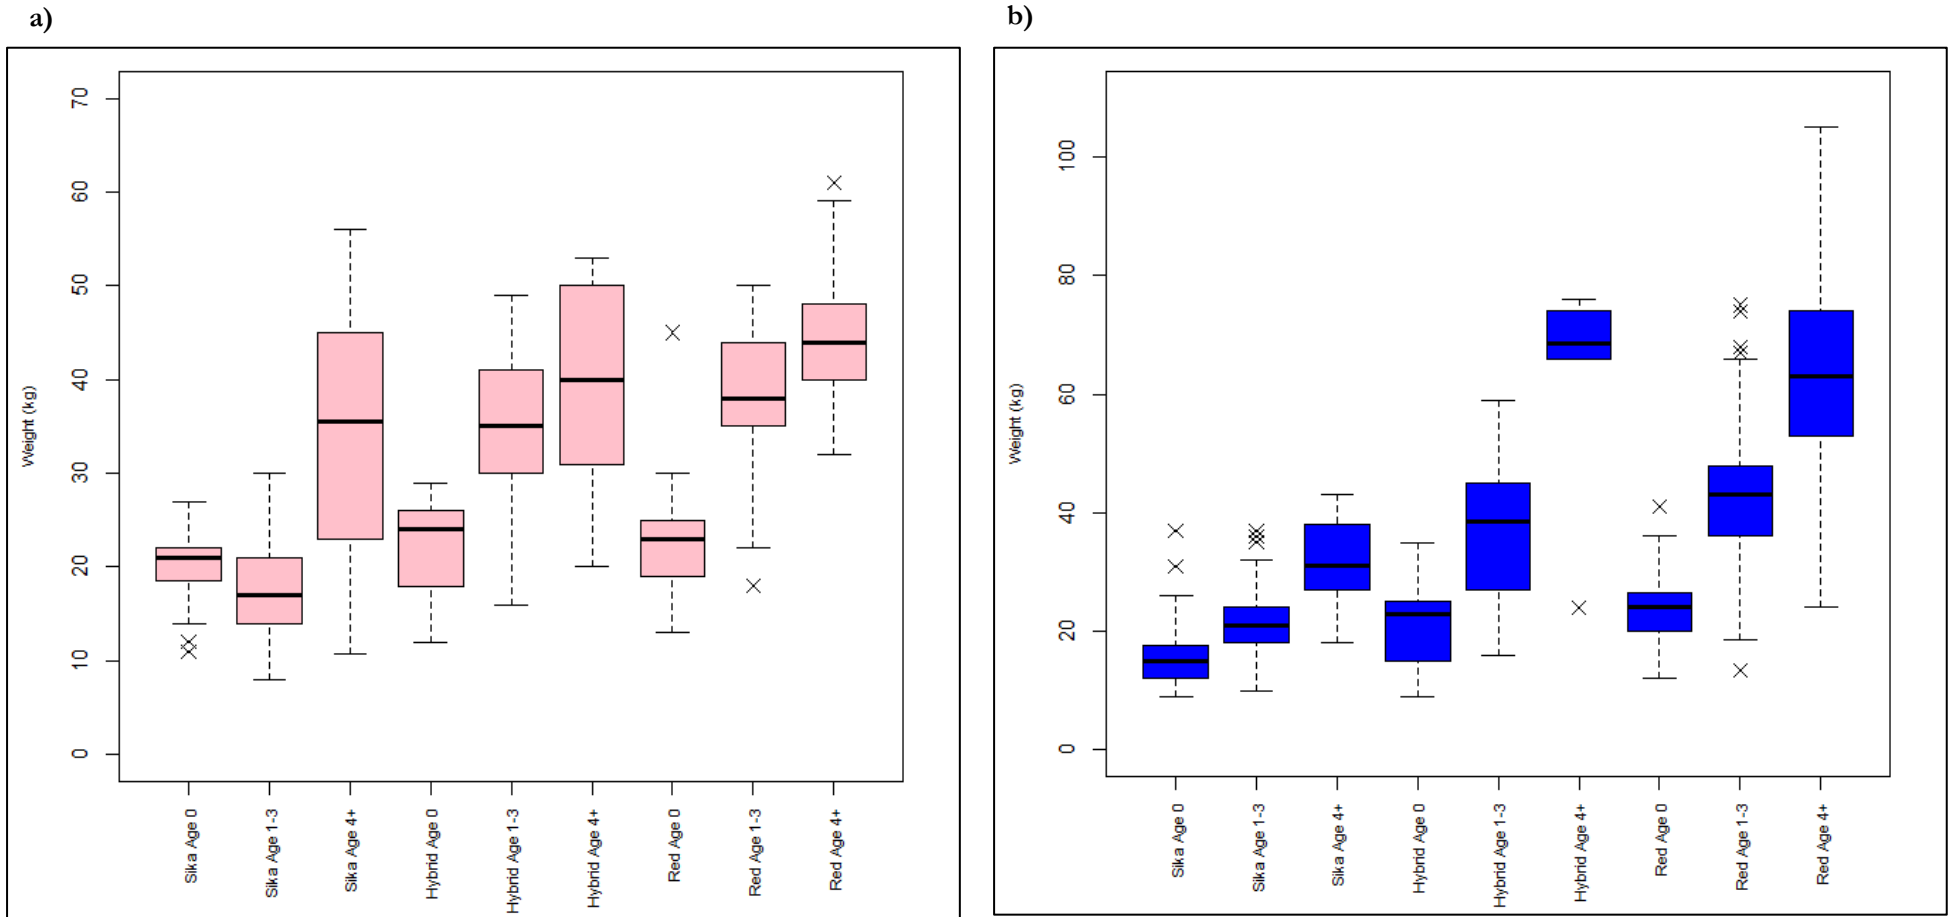 a)
70
60
50
40
30
20
10
0
Weight (kg)
Sika Age 0
Sika Age 1-3
Sika Age 4+
Hybrid Age 0
Hybrid Age 1-3
Hybrid Age 4+
Red Age 0
Red Age 1-3
Red Age 4+
b)
100
80
60
40
20
0
Weight (kg)
Sika Age 0
Sika Age 1-3
Sika Age 4+
Hybrid Age 0
Hybrid Age 1-3
Hybrid Age 4+
Red Age 0
Red Age 1-3
Red Age 4+